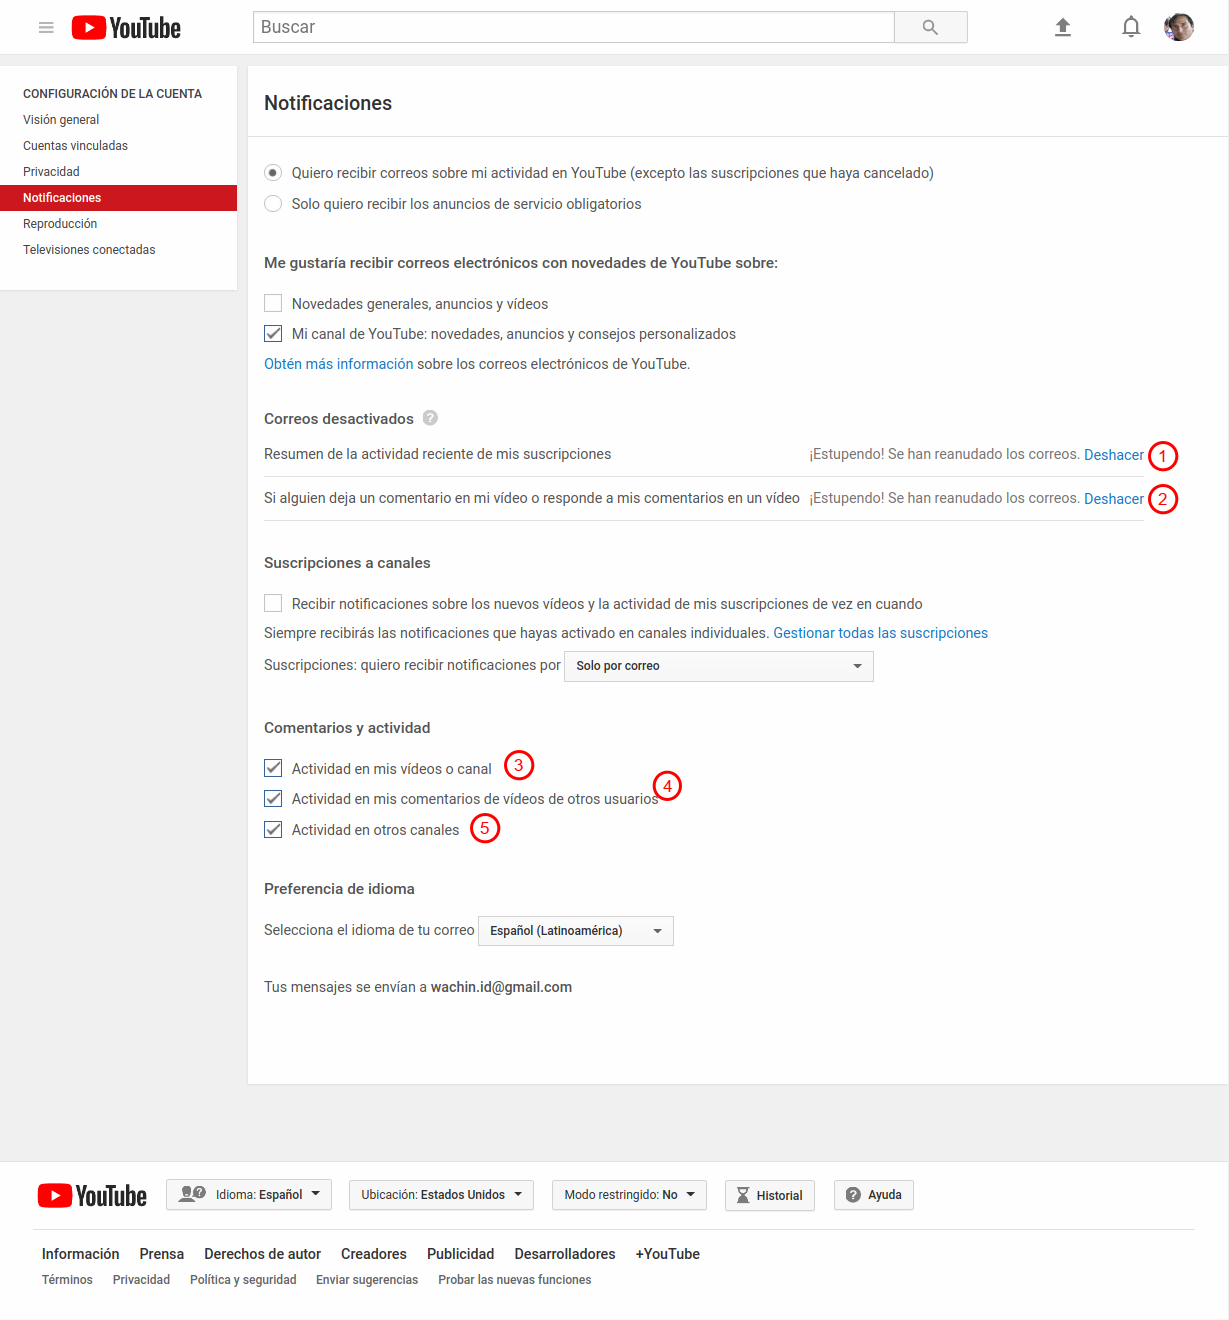 YouTube
Buscar
CONFIGURACIÓN DE LA CUENTA
Visión general
Cuentas vinculadas
Privacidad
Notificaciones
Reproducción
Televisiones conectadas
Notificaciones
Quiero recibir correos sobre mi actividad en YouTube (excepto las suscripciones que haya cancelado)
Solo quiero recibir los anuncios de servicio obligatorios
Me gustaría recibir correos electrónicos con novedades de YouTube sobre:
Novedades generales, anuncios y vídeos
Mi canal de YouTube: novedades, anuncios y consejos personalizados
Obtén más información sobre los correos electrónicos de YouTube.
Correos desactivados ?
Resumen de la actividad reciente de mis suscripciones ¡Estupendo! Se han reanudado los correos. Deshacer 1
Si alguien deja un comentario en mi vídeo o responde a mis comentarios en un vídeo ¡Estupendo! Se han reanudado los correos. Deshacer 2
Suscripciones a canales
Recibir notificaciones sobre los nuevos vídeos y la actividad de mis suscripciones de vez en cuando
Siempre recibirás las notificaciones que hayas activado en canales individuales. Gestionar todas las suscripciones
Suscripciones: quiero recibir notificaciones por Solo por correo
Comentarios y actividad
Actividad en mis vídeos o canal 3
Actividad en mis comentarios de vídeos de otros usuarios 4
Actividad en otros canales 5
Preferencia de idioma
Selecciona el idioma de tu correo Español (Latinoamérica)
Tus mensajes se envían a wachin.id@gmail.com
YouTube ? Idioma: Español Ubicación: Estados Unidos Modo restringido: No Historial ? Ayuda
Información Prensa Derechos de autor Creadores Publicidad Desarrolladores +YouTube
Términos Privacidad Política y seguridad Enviar sugerencias Probar las nuevas funciones